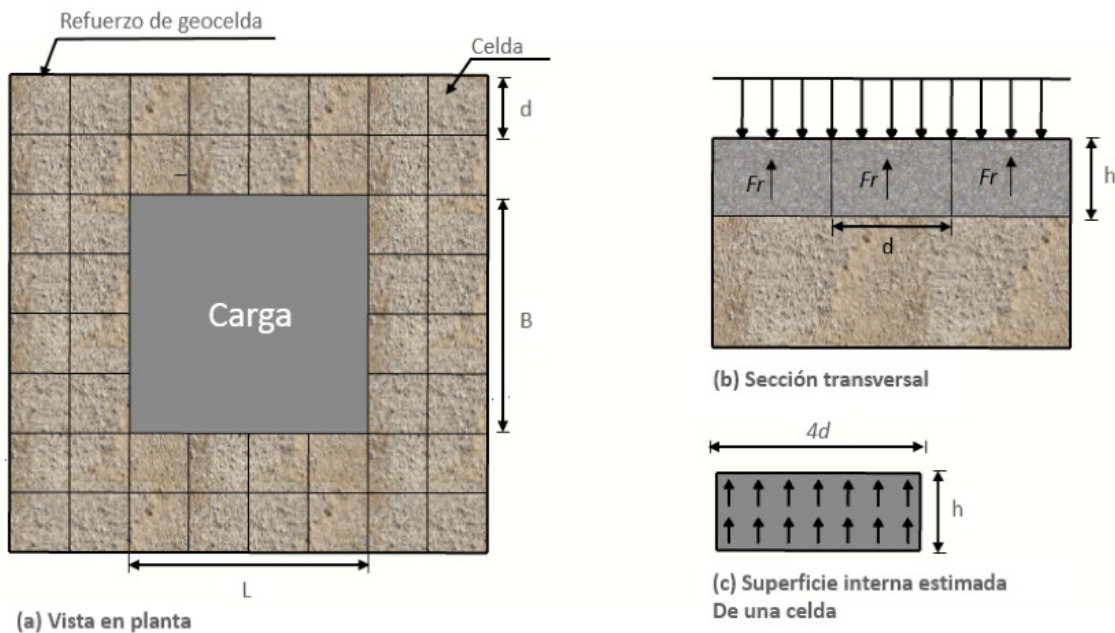 Refuerzo de geocelda
Celda
d
B
Carga
L
(a) Vista en planta
Fr
Fr
Fr
h
d
(b) Sección transversal
4d
h
(c) Superficie interna estimada
De una celda